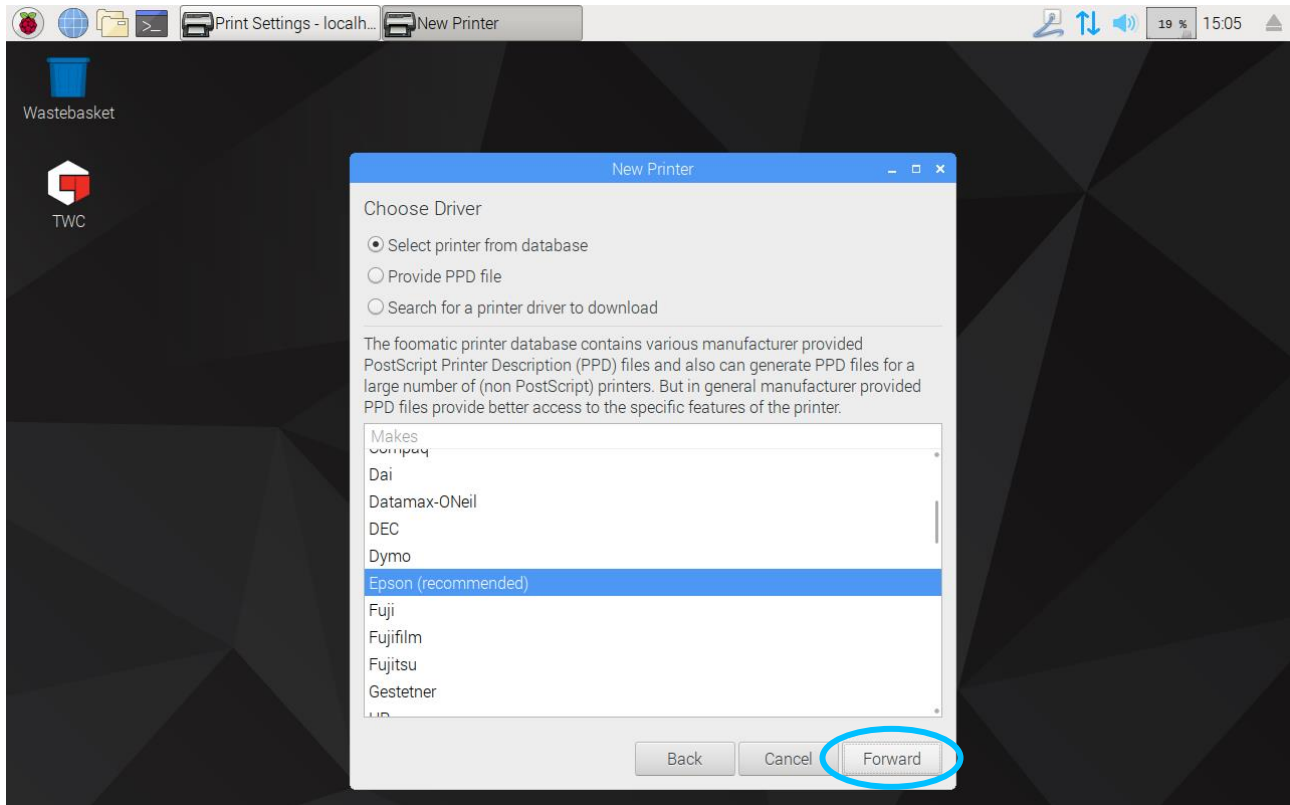 Print Settings - localh...
New Printer
19 %
15:05
Wastebasket
TWC
New Printer
Choose Driver
Select printer from database
Provide PPD file
Search for a printer driver to download
The foomatic printer database contains various manufacturer provided
PostScript Printer Description (PPD) files and also can generate PPD files for a
large number of (non PostScript) printers. But in general manufacturer provided
PPD files provide better access to the specific features of the printer.
Makes
Compaq
Dai
Datamax-ONeil
DEC
Dymo
Epson (recommended)
Fuji
Fujifilm
Fujitsu
Gestetner
HP
Back
Cancel
Forward